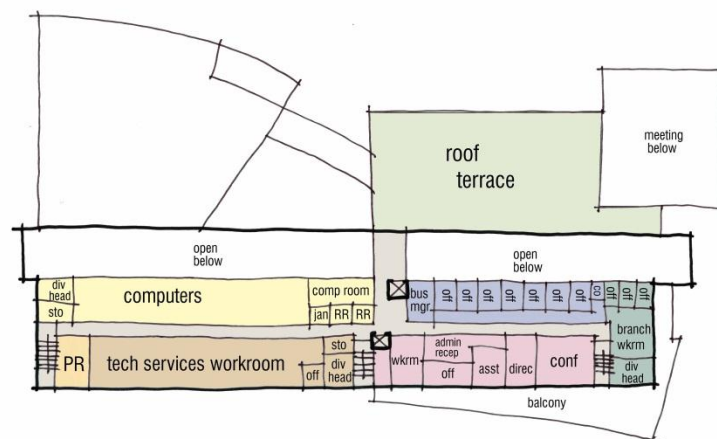 roof
terrace
meeting
below
open
below
open
below
div
head
sto
computers
comp room
jan
RR
RR
bus
mgr.
off
off
off
off
off
off
off
co
off
off
off
branch
wkrm
div
head
PR
tech services workroom
sto
off
div
head
wkrm
admin
recep
off
asst
direc
conf
balcony